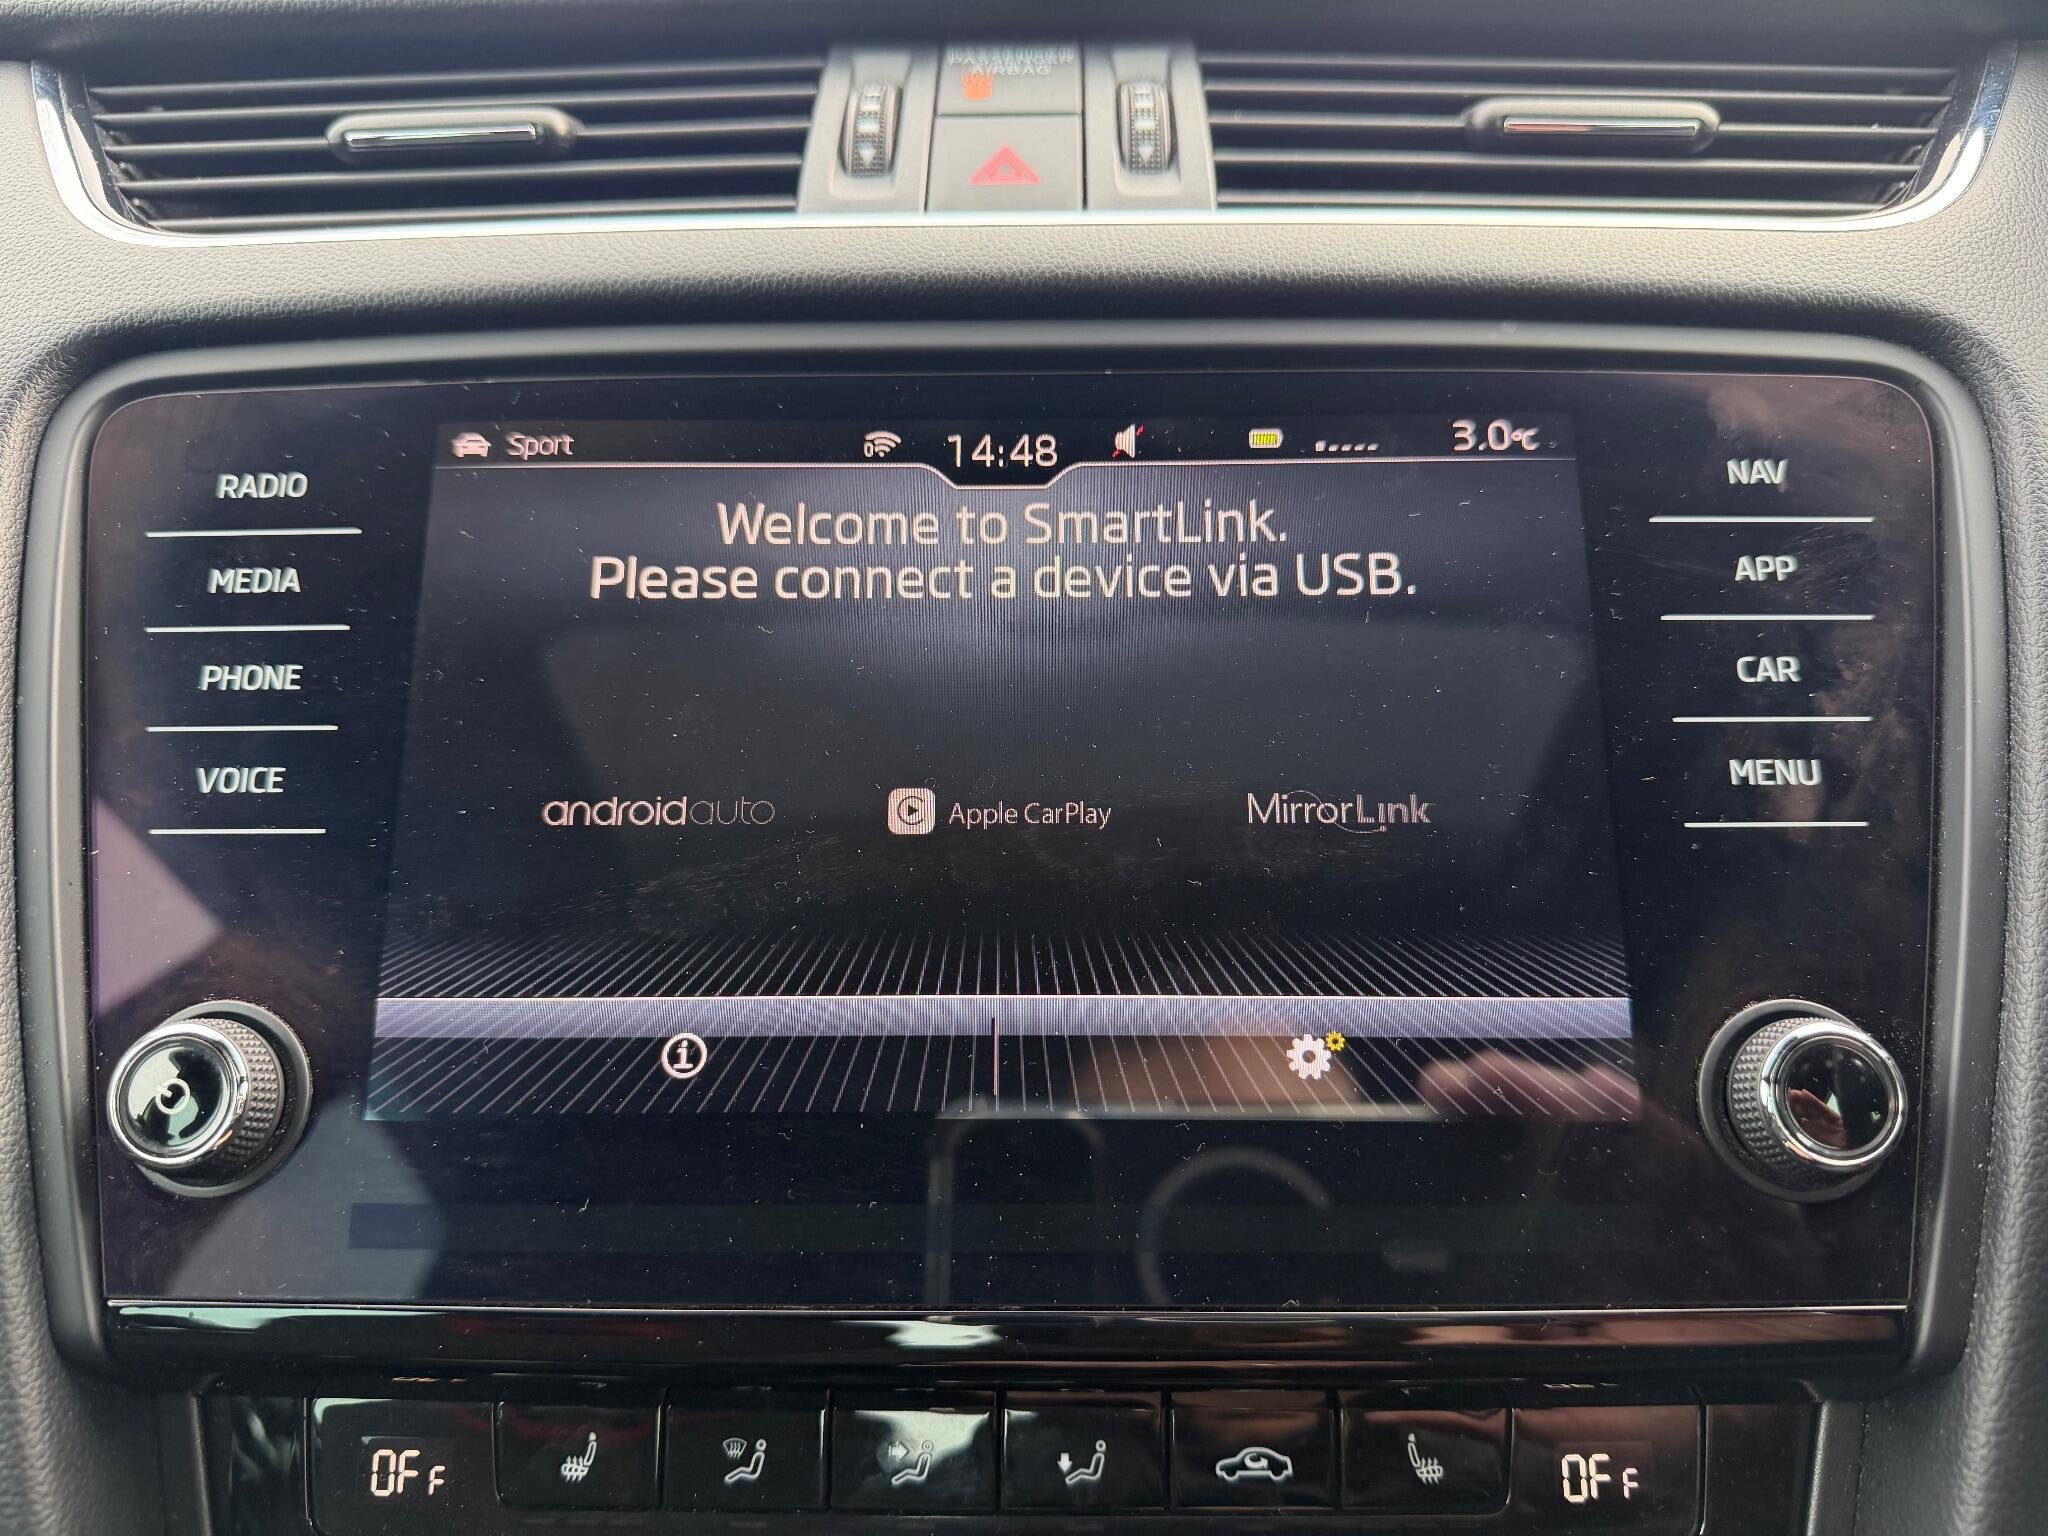 PASSENGER
AIRBAG
Sport
14:48
3.0°C
RADIO
MEDIA
PHONE
VOICE
Welcome to SmartLink.
Please connect a device via USB.
androidauto
Apple CarPlay
MirrorLink
NAV
APP
CAR
MENU
OFF
OFF